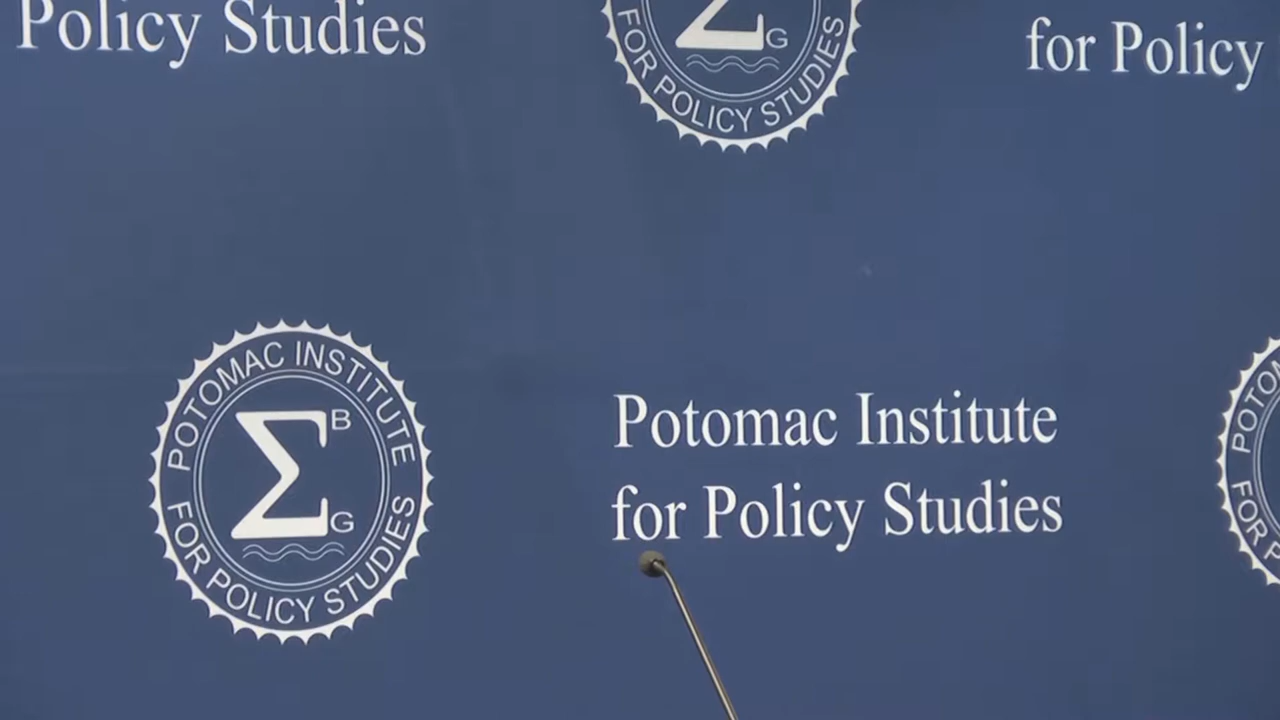 Policy Studies
G
FOR POLICY STUDIES
for Policy
POTOMAC INSTITUTE
Σ B
G
FOR POLICY STUDIES
Potomac Institute
for Policy Studies